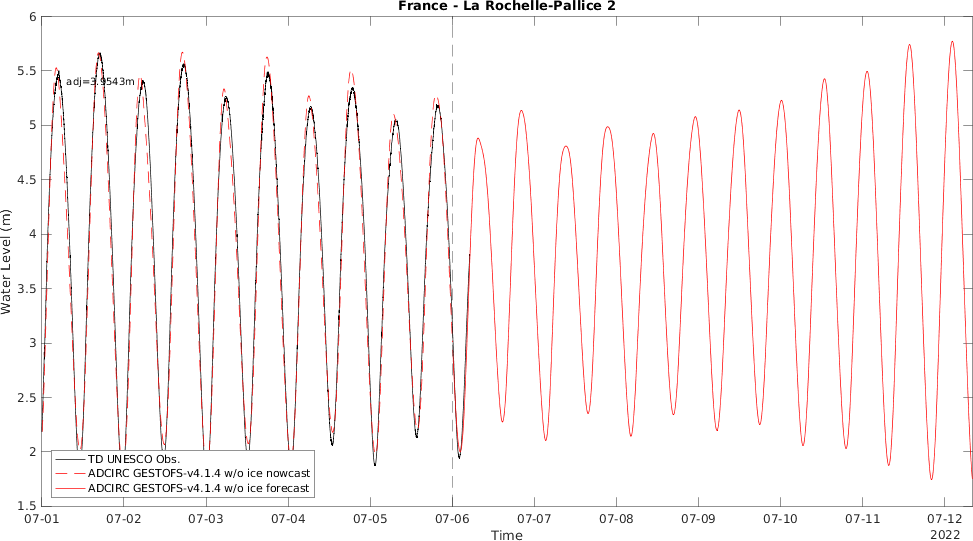 France - La Rochelle-Pallice 2
6
5.5
5
4.5
4
3.5
3
2.5
2
1.5
Water Level (m)
adj=3.9543m
TD UNESCO Obs.
ADCIRC GESTOFS-v4.1.4 w/o ice nowcast
ADCIRC GESTOFS-v4.1.4 w/o ice forecast
07-01 07-02 07-03 07-04 07-05 07-06 07-07 07-08 07-09 07-10 07-11 07-12
2022
Time